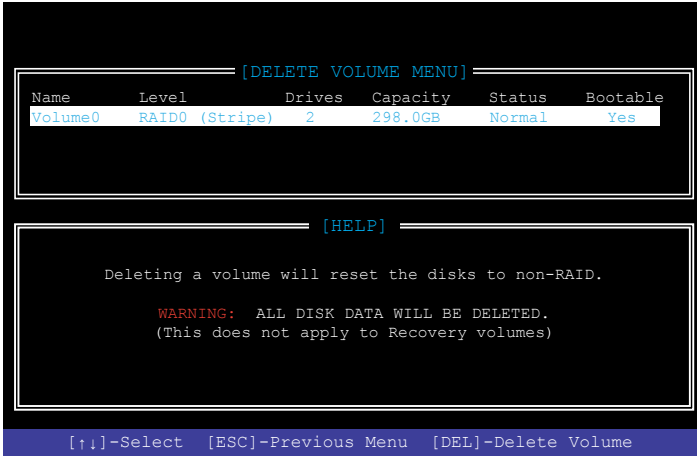 [DELETE VOLUME MENU]
Name Level Drives Capacity Status Bootable
Volume0 RAID0 (Stripe) 2 298.0GB Normal Yes
[HELP]
Deleting a volume will reset the disks to non-RAID.
WARNING: ALL DISK DATA WILL BE DELETED.
(This does not apply to Recovery volumes)
[↑↓]-Select [ESC]-Previous Menu [DEL]-Delete Volume